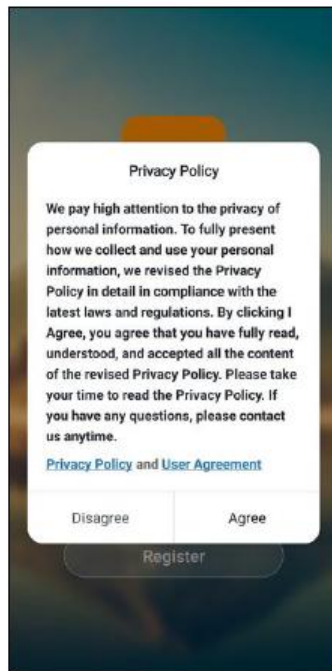 Privacy Policy
We pay high attention to the privacy of
personal information. To fully present
how we collect and use your personal
information, we revised the Privacy
Policy in detail in compliance with the
latest laws and regulations. By clicking I
Agree, you agree that you have fully read,
understood, and accepted all the content
of the revised Privacy Policy. Please take
your time to read the Privacy Policy. If
you have any questions, please contact
us anytime.
Privacy Policy and User Agreement
Disagree Agree
Register